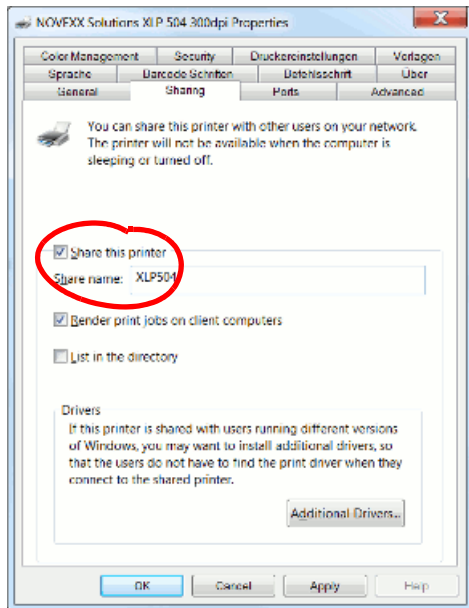 NOVEXX Solutions XLP 504 300dpi Properties
Color Management Security Druckereinstellungen Vorlagen
Sprache Barcode Schriften Befehlsschrift Über
General Sharing Ports Advanced
You can share this printer with other users on your network.
The printer will not be available when the computer is
sleeping or turned off.
Share this printer
Share name: XLP504
Render print jobs on client computers
List in the directory
Drivers
If this printer is shared with users running different versions
of Windows, you may want to install additional drivers, so
that the users do not have to find the print driver when they
connect to the shared printer.
Additional Drivers...
OK Cancel Apply Help